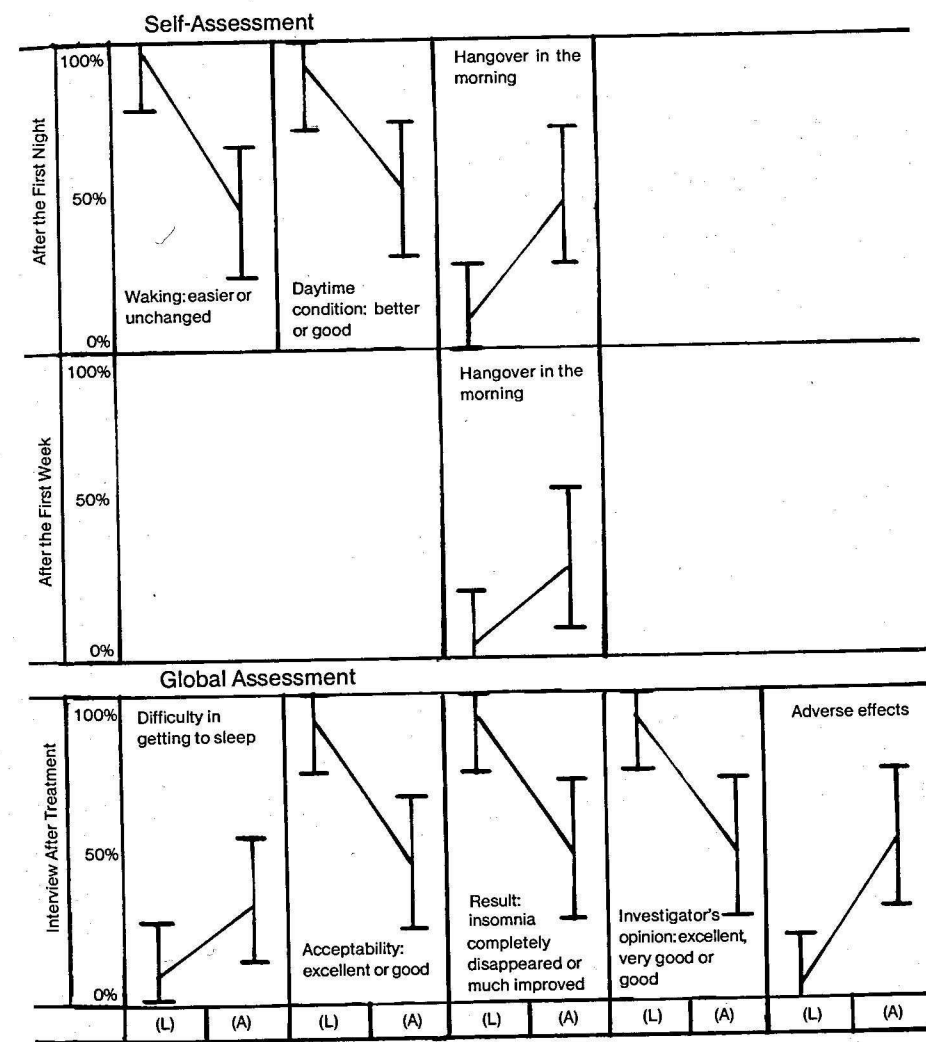 Self-Assessment
After the First Night
100%
50%
0%
Waking: easier or
unchanged
Daytime
condition: better
or good
Hangover in the
morning
After the First Week
100%
50%
0%
Hangover in the
morning
Global Assessment
Interview After Treatment
100%
50%
0%
Difficulty in
getting to sleep
Acceptability:
excellent or good
Result:
insomnia
completely
disappeared or
much improved
Investigator's
opinion: excellent,
very good or
good
Adverse effects
(L) (A) (L) (A) (L) (A) (L) (A) (L) (A)